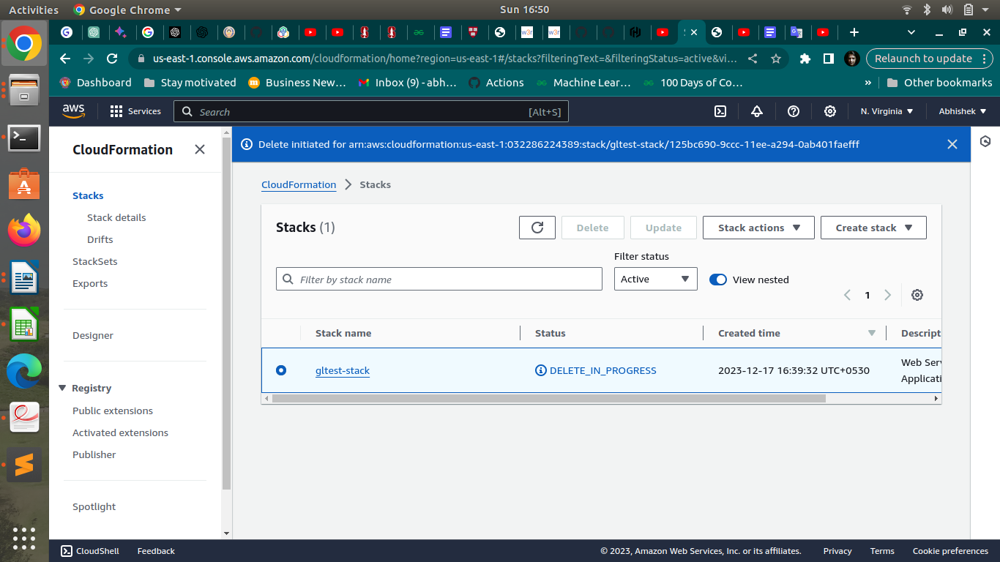 Activities Google Chrome Sun 16:50
us-east-1.console.aws.amazon.com/cloudformation/home?region=us-east-1#/stacks?filteringText=&filteringStatus=active&vi... Relaunch to update
Dashboard Stay motivated Business New... Inbox (9) - abh... Actions Machine Lear... 100 Days of Co... » Other bookmarks
aws Services Search [Alt+S] N. Virginia Abhishek
CloudFormation
Delete initiated for arn:aws:cloudformation:us-east-1:032286224389:stack/gltest-stack/125bc690-9ccc-11ee-a294-0ab401faefff
CloudFormation Stacks
Stacks
Stack details
Drifts
StackSets
Exports
Designer
Registry
Public extensions
Activated extensions
Publisher
Spotlight
Stacks (1) Delete Update Stack actions Create stack
Filter status
Filter by stack name Active View nested
1
Stack name Status Created time Descript
gltest-stack DELETE_IN_PROGRESS 2023-12-17 16:39:32 UTC+0530 Web Serv
Applicati
CloudShell Feedback © 2023, Amazon Web Services, Inc. or its affiliates. Privacy Terms Cookie preferences